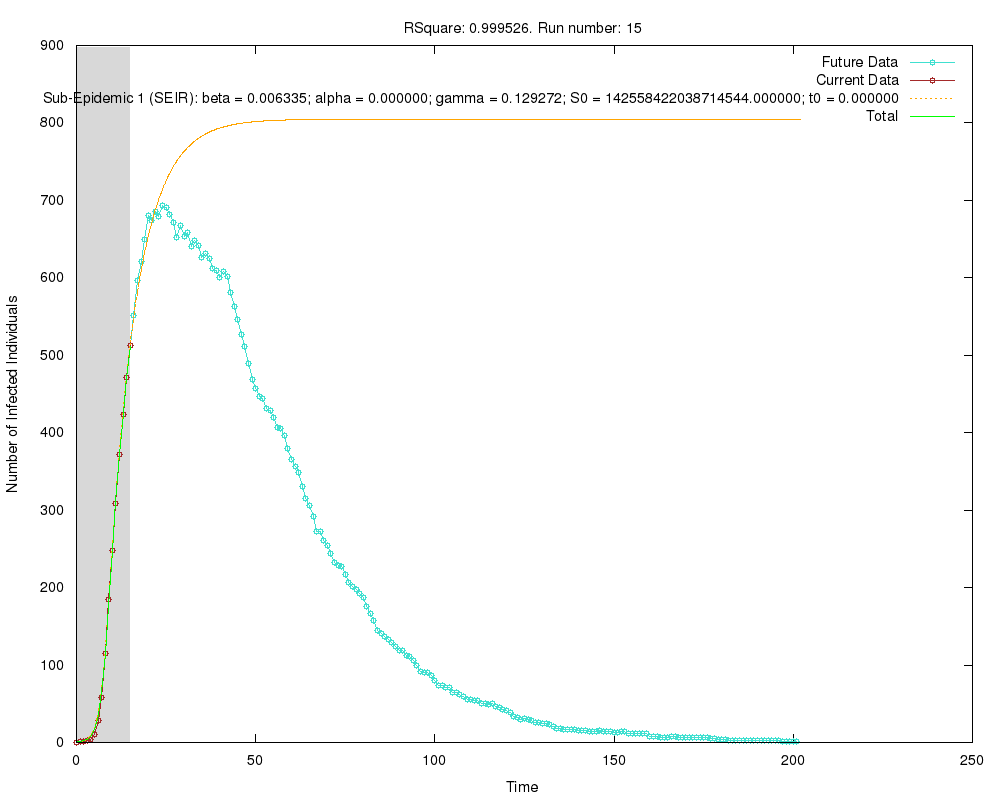 RSquare: 0.999526. Run number: 15
900
800
700
600
500
400
300
200
100
0
Number of Infected Individuals
Future Data
Current Data
Sub-Epidemic 1 (SEIR): beta = 0.006335; alpha = 0.000000; gamma = 0.129272; S0 = 142558422038714544.000000; t0 = 0.000000
Total
0 50 100 150 200 250
Time